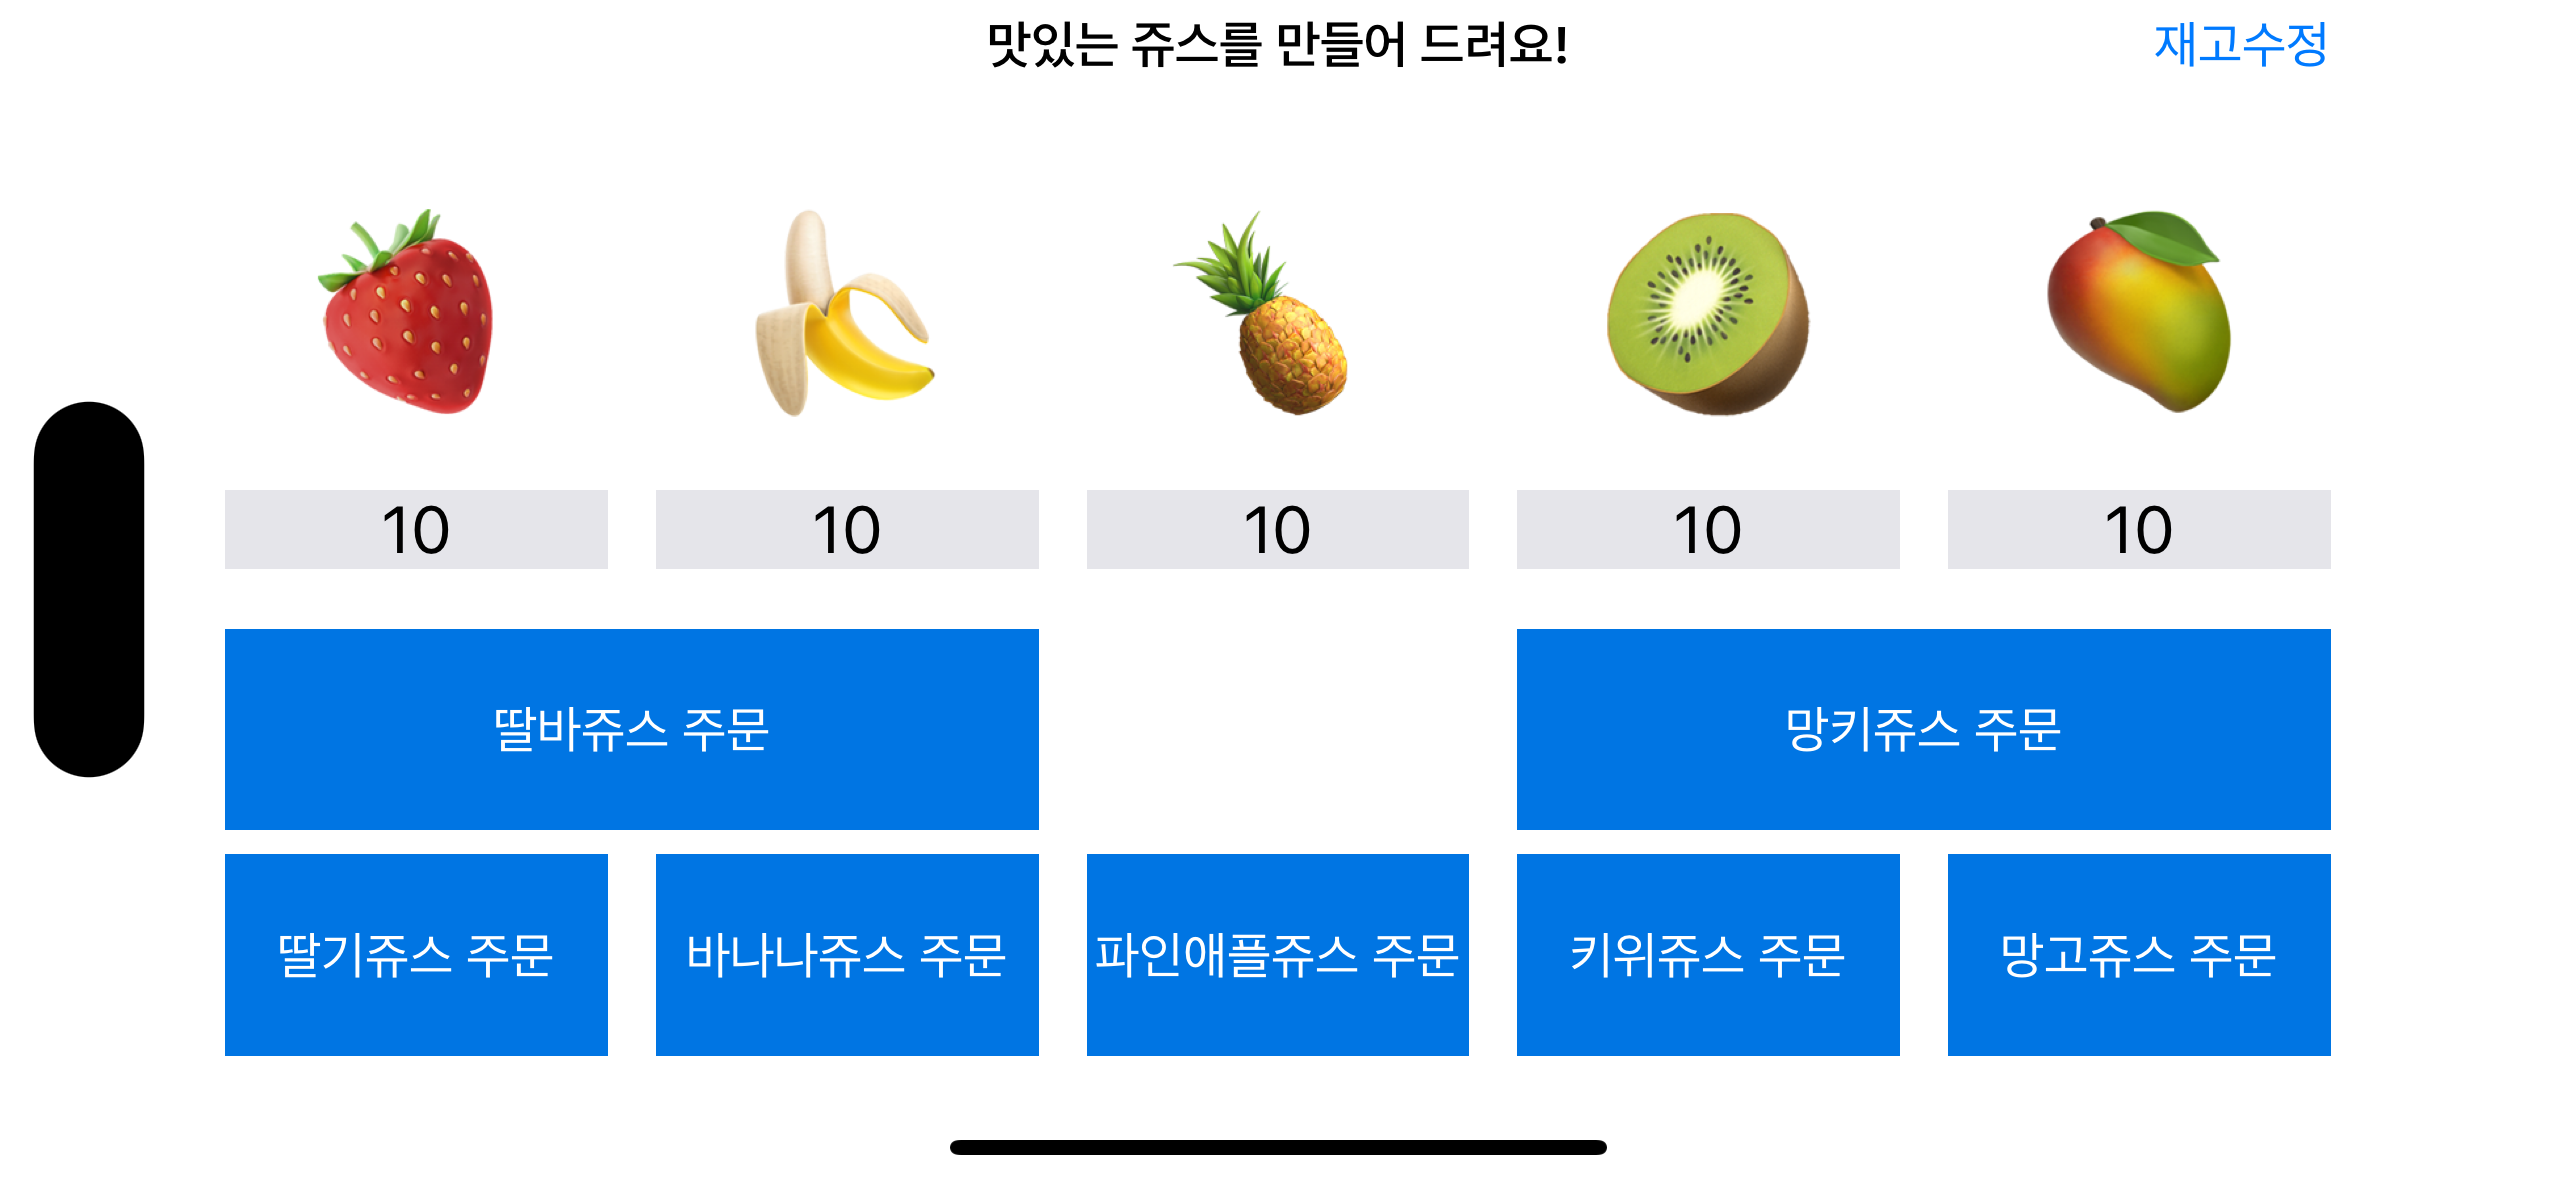 맛있는 쥬스를 만들어 드려요!
재고수정
10
10
10
10
10
딸바쥬스 주문
망키쥬스 주문
딸기쥬스 주문
바나나쥬스 주문
파인애플쥬스 주문
키위쥬스 주문
망고쥬스 주문